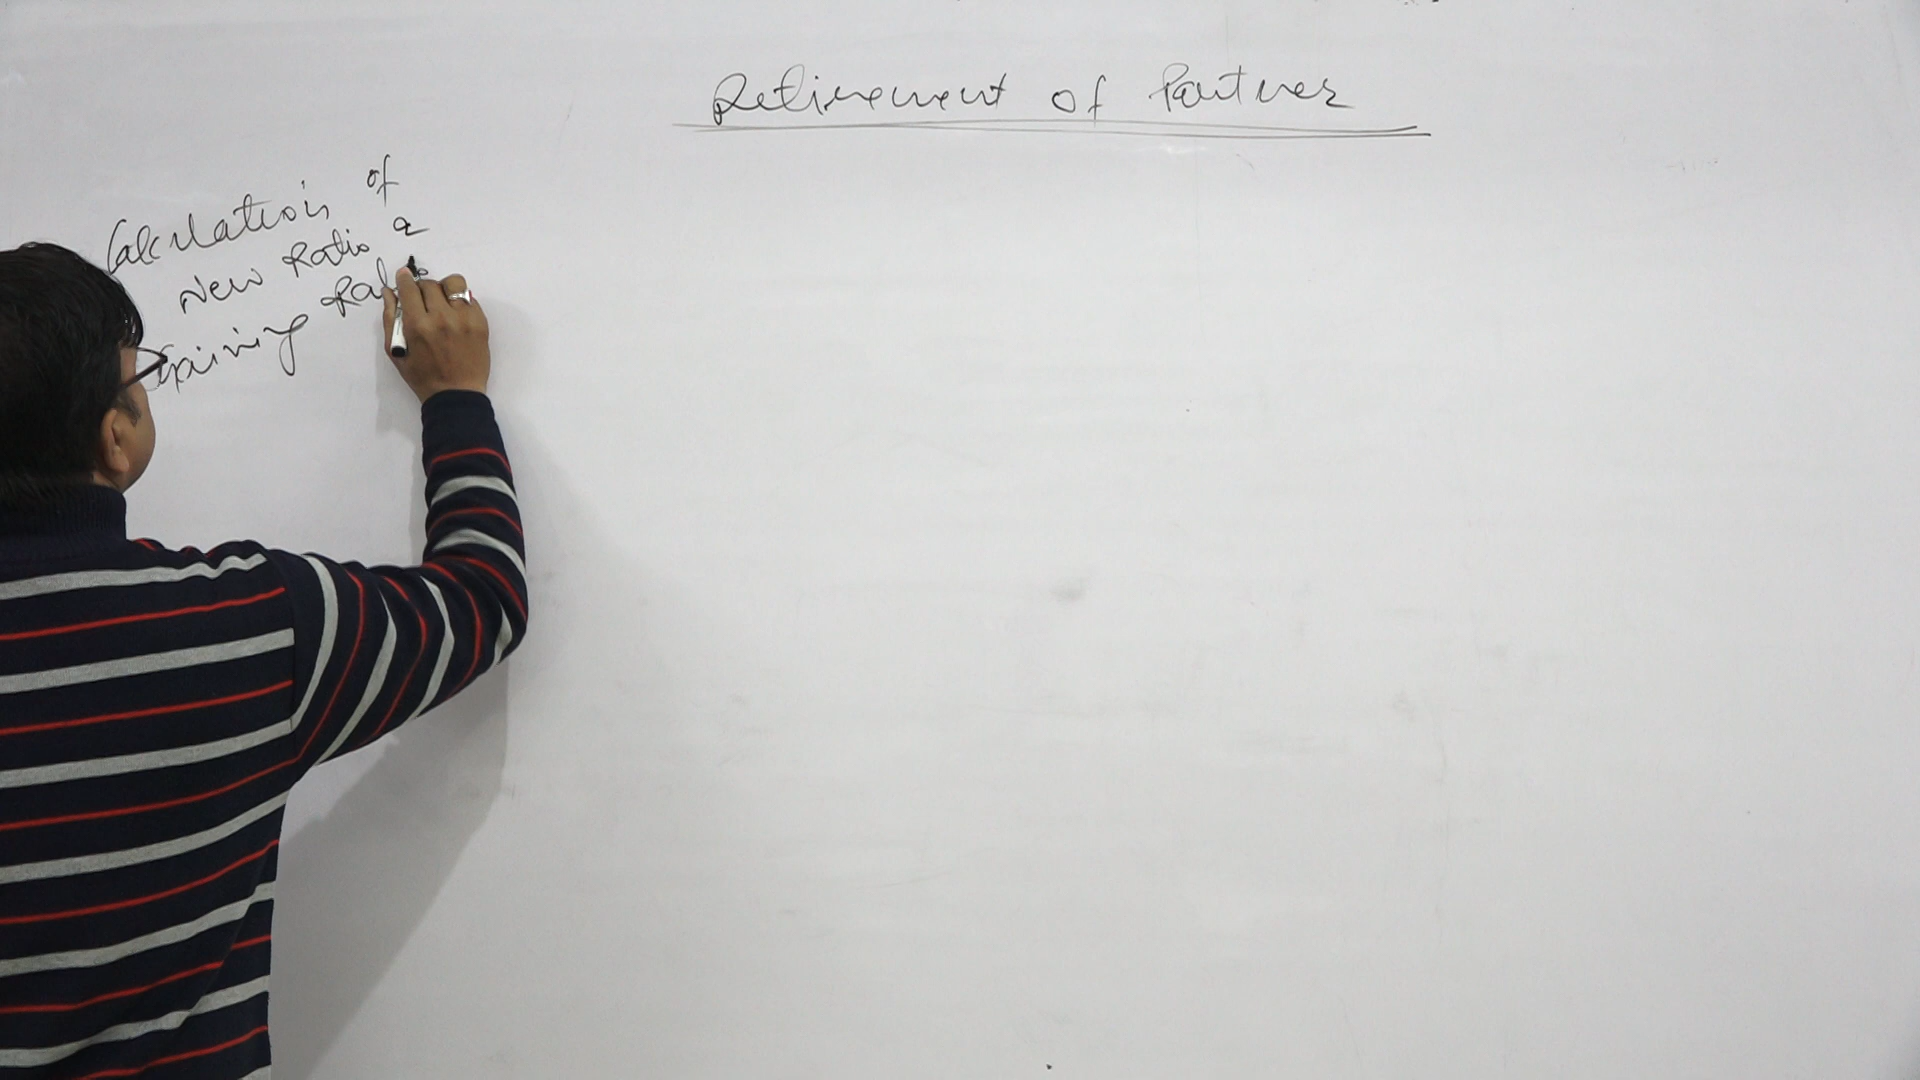 Retirement of Partner
Calculation of
New Ratio &
Gaining Ratio